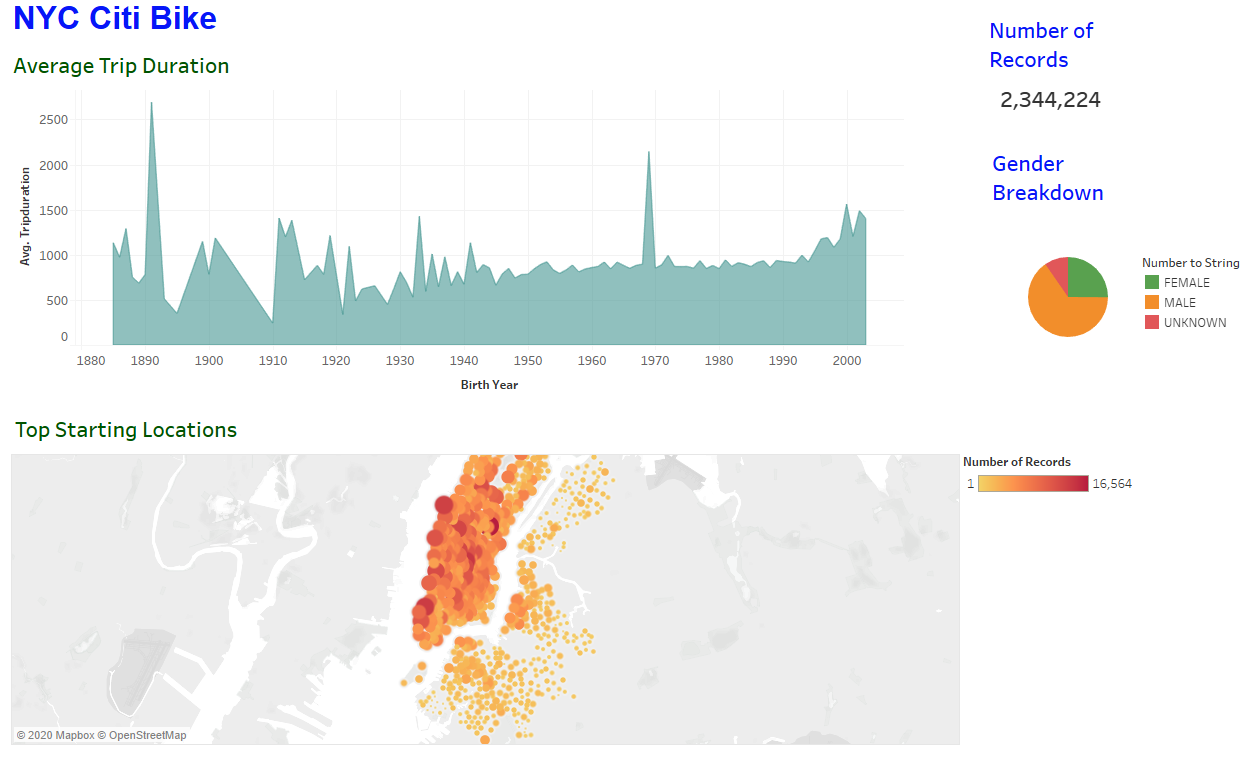 NYC Citi Bike
Average Trip Duration
Avg. Tripduration
2500
2000
1500
1000
500
0
1880 1890 1900 1910 1920 1930 1940 1950 1960 1970 1980 1990 2000
Birth Year
Number of
Records
2,344,224
Gender
Breakdown
Number to String
FEMALE
MALE
UNKNOWN
Top Starting Locations
© 2020 Mapbox © OpenStreetMap
Number of Records
1 16,564